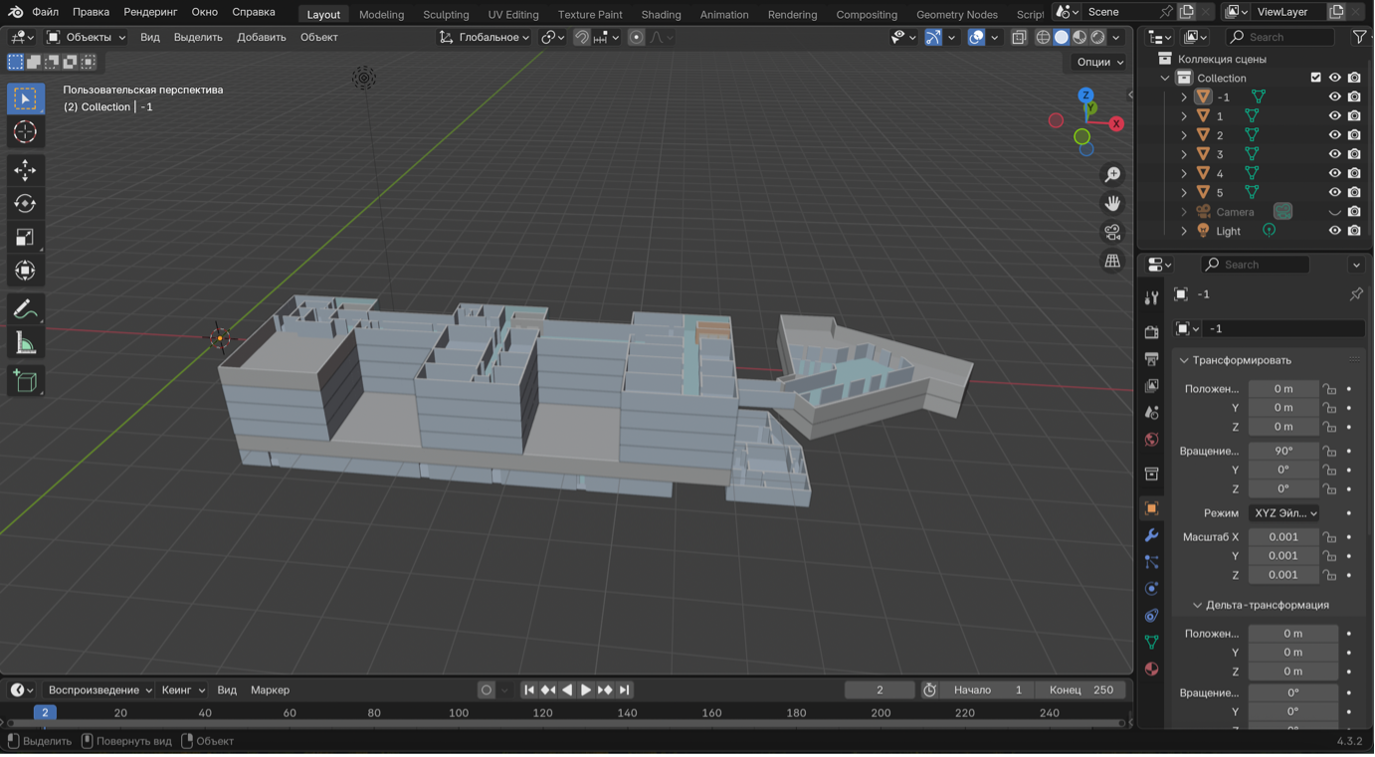 Файл Правка Рендеринг Окно Справка Layout Modeling Sculpting UV Editing Texture Paint Shading Animation Rendering Compositing Geometry Nodes Script Scene ViewLayer
Объекты Вид Выделить Добавить Объект Глобальное Search
Опции
Пользовательская перспектива
(2) Collection | -1
Z
Y
X
Коллекция сцены
Collection
-1
1
2
3
4
5
Camera
Light
Search
-1
-1
Трансформировать
Положен... 0 m
Y 0 m
Z 0 m
Вращение... 90°
Y 0°
Z 0°
Режим XYZ Эйл...
Масштаб X 0.001
Y 0.001
Z 0.001
Дельта-трансформация
Положен... 0 m
Y 0 m
Z 0 m
Вращение... 0°
Y 0°
Воспроизведение Кеинг Вид Маркер 2 Начало 1 Конец 250
2 20 40 60 80 100 120 140 160 180 200 220 240
Выделить Повернуть вид Объект 4.3.2